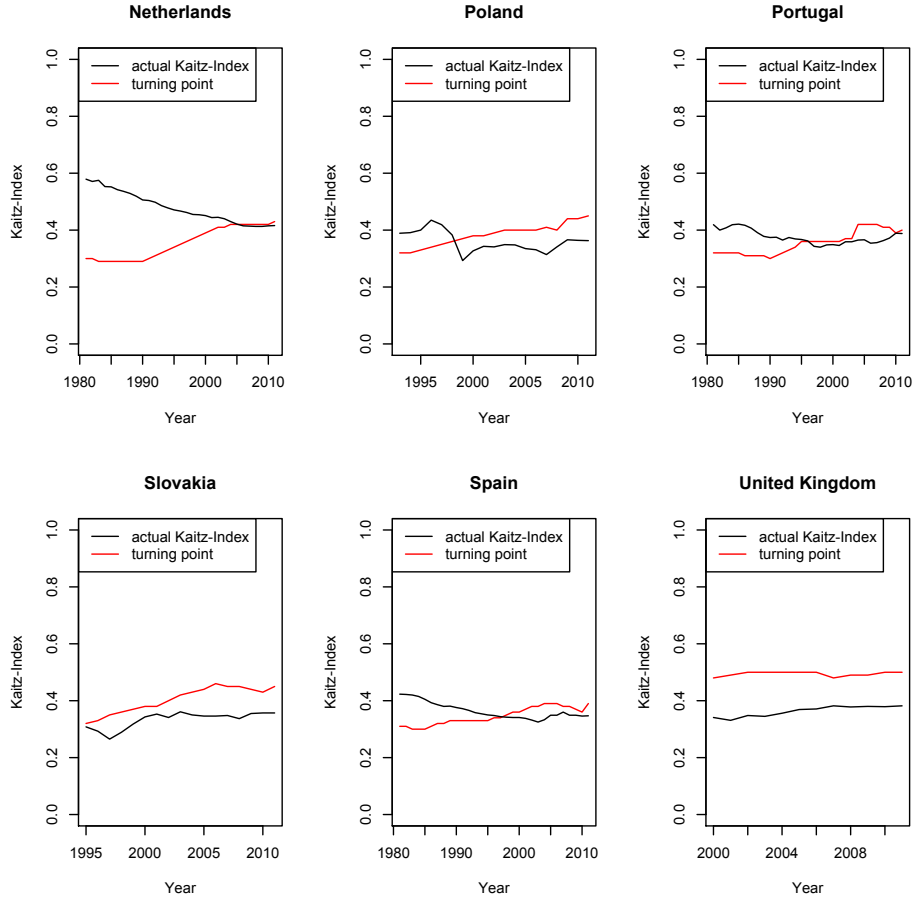 Netherlands
actual Kaitz-Index
turning point
Kaitz-Index
0.0 0.2 0.4 0.6 0.8 1.0
1980 1990 2000 2010
Year
Poland
actual Kaitz-Index
turning point
Kaitz-Index
0.0 0.2 0.4 0.6 0.8 1.0
1995 2000 2005 2010
Year
Portugal
actual Kaitz-Index
turning point
Kaitz-Index
0.0 0.2 0.4 0.6 0.8 1.0
1980 1990 2000 2010
Year
Slovakia
actual Kaitz-Index
turning point
Kaitz-Index
0.0 0.2 0.4 0.6 0.8 1.0
1995 2000 2005 2010
Year
Spain
actual Kaitz-Index
turning point
Kaitz-Index
0.0 0.2 0.4 0.6 0.8 1.0
1980 1990 2000 2010
Year
United Kingdom
actual Kaitz-Index
turning point
Kaitz-Index
0.0 0.2 0.4 0.6 0.8 1.0
2000 2004 2008
Year